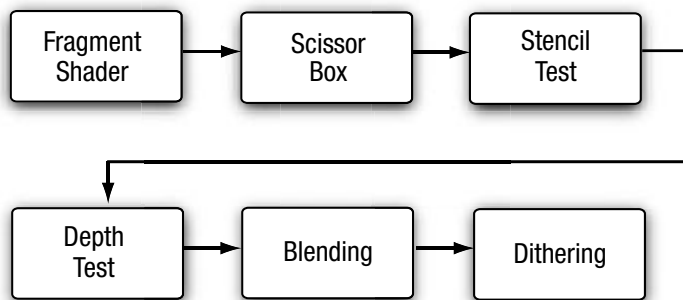 Fragment
Shader
Scissor
Box
Stencil
Test
Depth
Test
Blending
Dithering